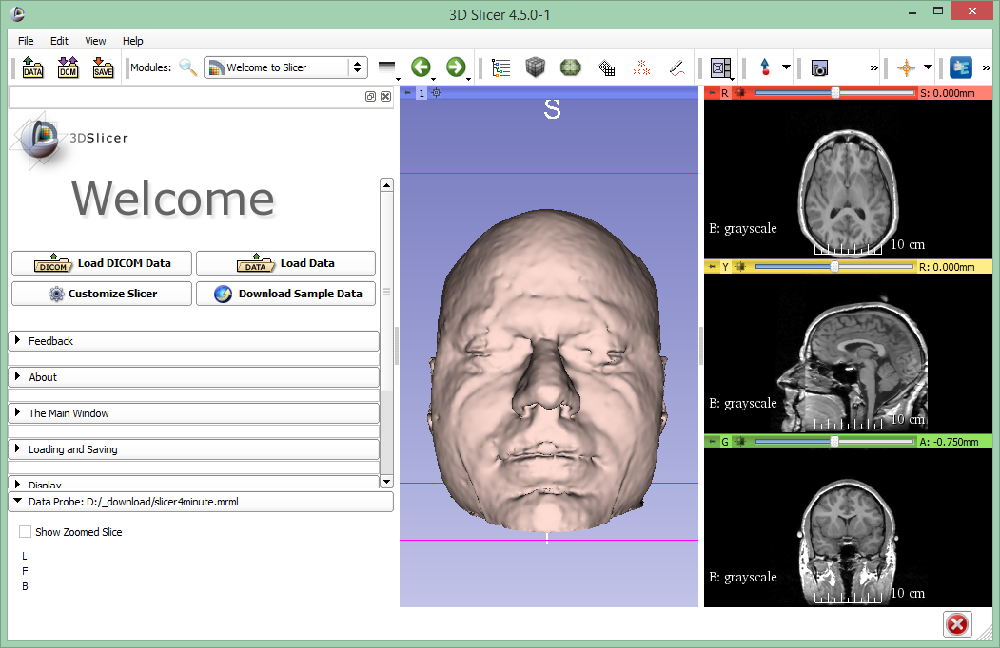 3D Slicer 4.5.0-1
File Edit View Help
DATA DCM SAVE Modules: Welcome to Slicer
1
S
R S: 0.000mm
B: grayscale
10 cm
Y R: 0.000mm
B: grayscale
10 cm
G A: -0.750mm
B: grayscale
10 cm
3DSlicer
Welcome
DICOM Load DICOM Data DATA Load Data
Customize Slicer Download Sample Data
Feedback
About
The Main Window
Loading and Saving
Display
Data Probe: D:/_download/slicer4minute.mrml
Show Zoomed Slice
L
F
B